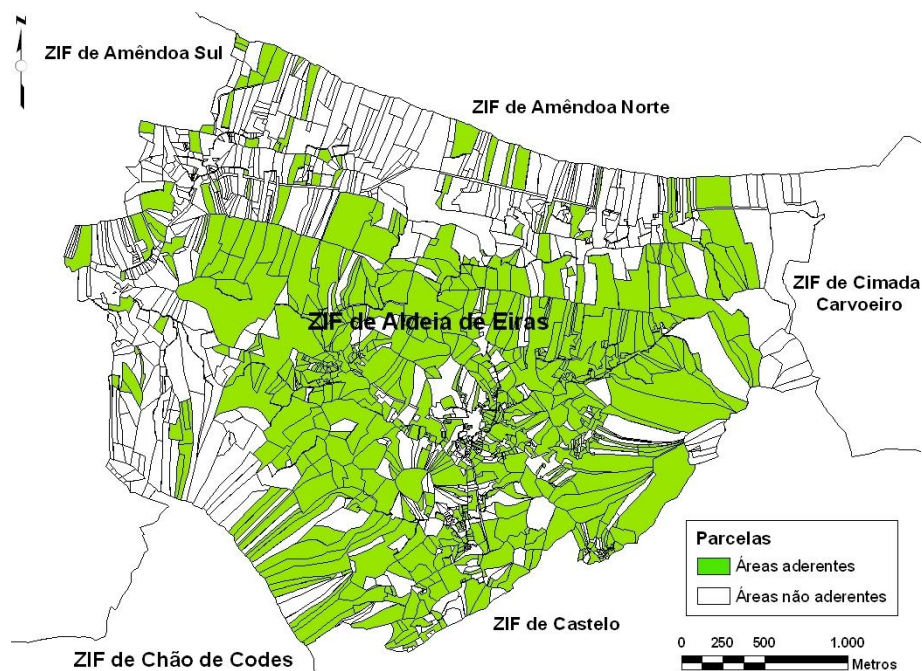 z
ZIF de Amêndoa Sul
ZIF de Amêndoa Norte
ZIF de Cimada
Carvoeiro
ZIF de Aldeia de Eiras
Parcelas
Áreas aderentes
Áreas não aderentes
ZIF de Castelo
ZIF de Chão de Codes
0 250 500 1.000
Metros